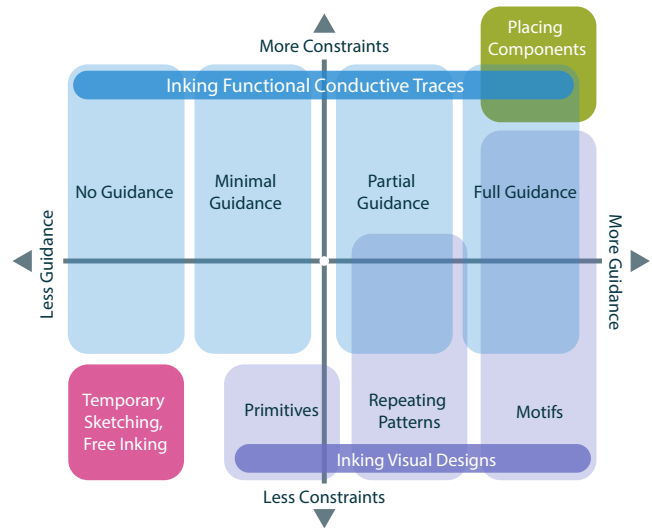 Placing
Components
More Constraints
Inking Functional Conductive Traces
No Guidance
Minimal
Guidance
Partial
Guidance
Full Guidance
Less Guidance
More Guidance
Temporary
Sketching,
Free Inking
Primitives
Repeating
Patterns
Motifs
Inking Visual Designs
Less Constraints